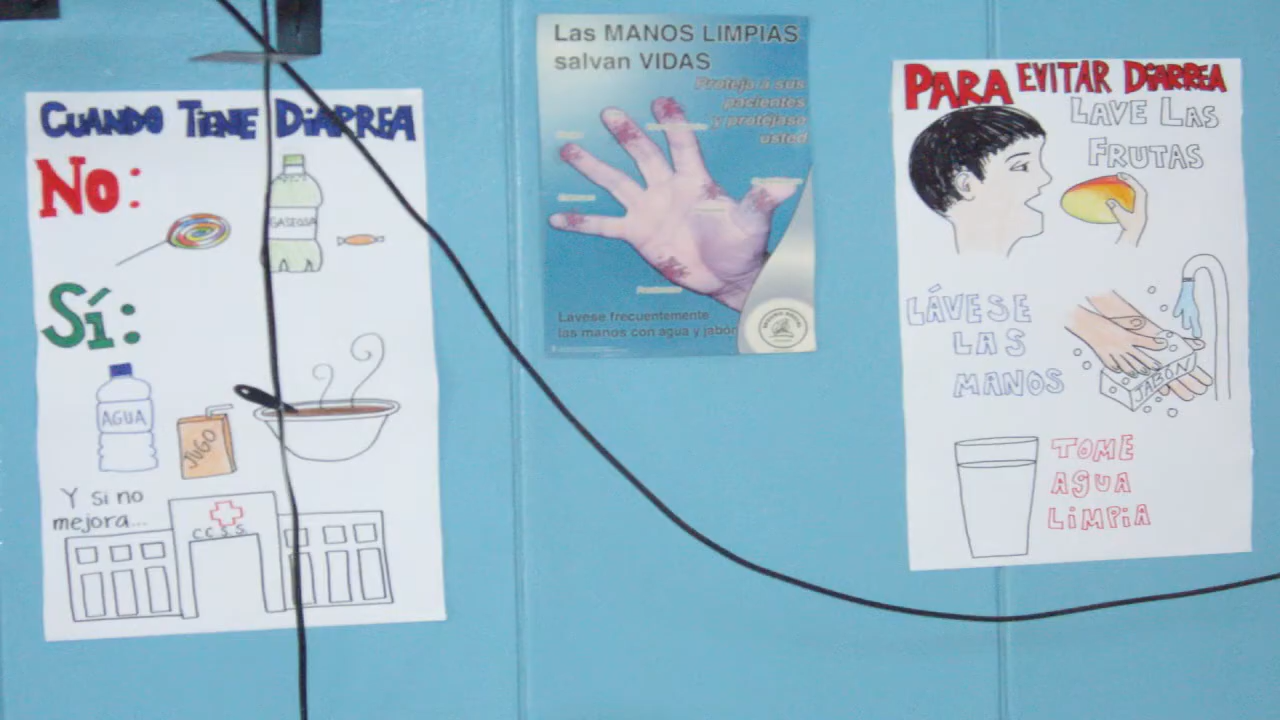 CUANDO TIENE DIARREA
NO:
GASEOSA
SÍ:
AGUA
JUGO
Y si no
mejora...
C.C.S.S.
Las MANOS LIMPIAS
salvan VIDAS
Proteja a sus
pacientes
y protéjase
usted
Lávese frecuentemente
las manos con agua y jabón
PARA EVITAR DIARREA
LAVE LAS
FRUTAS
LÁVESE
LAS
MANOS
JABÓN
TOME
AGUA
LIMPIA